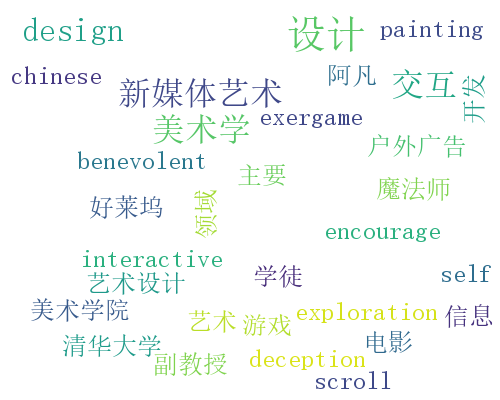 design
设计
painting
chinese
新媒体艺术
阿凡
交互
开发
美术学
exergame
户外广告
benevolent
主要
魔法师
好莱坞
领域
encourage
interactive
艺术设计
学徒
self
美术学院
艺术
游戏
exploration
信息
清华大学
副教授
deception
电影
scroll